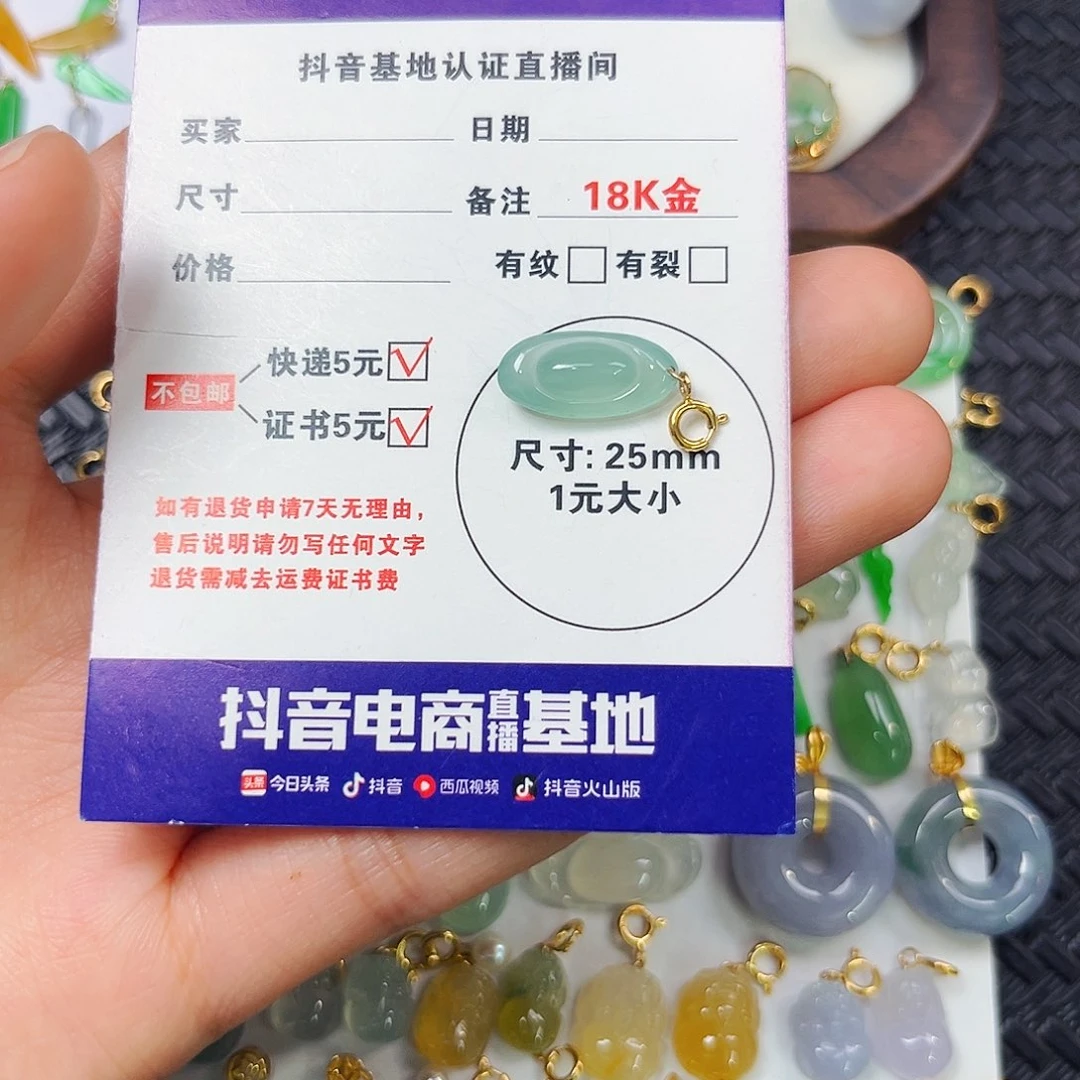 抖音基地认证直播间
买家 日期
尺寸 备注 18K金
价格 有纹 有裂
快递5元
不包邮
证书5元
尺寸: 25mm
1元大小
如有退货申请7天无理由,
售后说明请勿写任何文字
退货需减去运费证书费
抖音电商直播基地
头条 今日头条 抖音 西瓜视频 抖音火山版